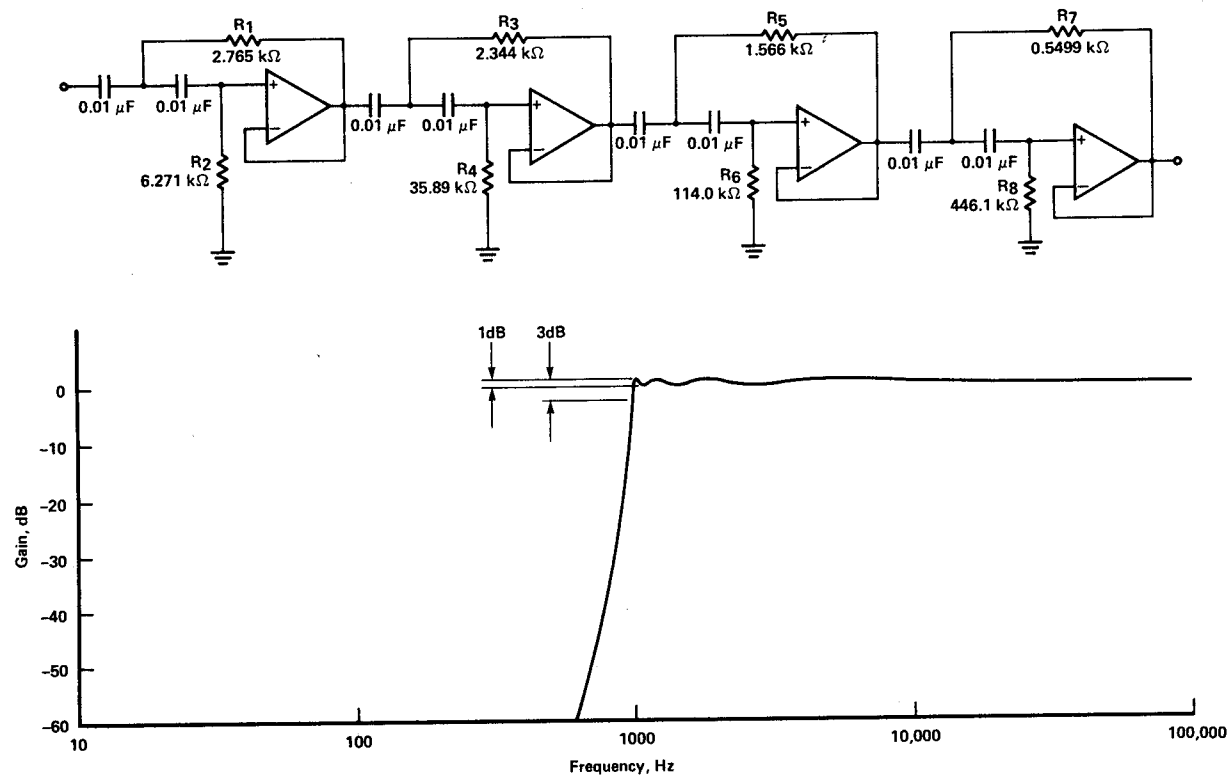 R1
2.765 kΩ
R3
2.344 kΩ
R5
1.566 kΩ
R7
0.5499 kΩ
0.01 μF
0.01 μF
+
−
R2
6.271 kΩ
0.01 μF
0.01 μF
+
−
R4
35.89 kΩ
0.01 μF
0.01 μF
+
−
R6
114.0 kΩ
0.01 μF
0.01 μF
+
−
R8
446.1 kΩ
1dB
3dB
0
−10
−20
−30
−40
−50
−60
Gain, dB
10
100
1000
10,000
100,000
Frequency, Hz